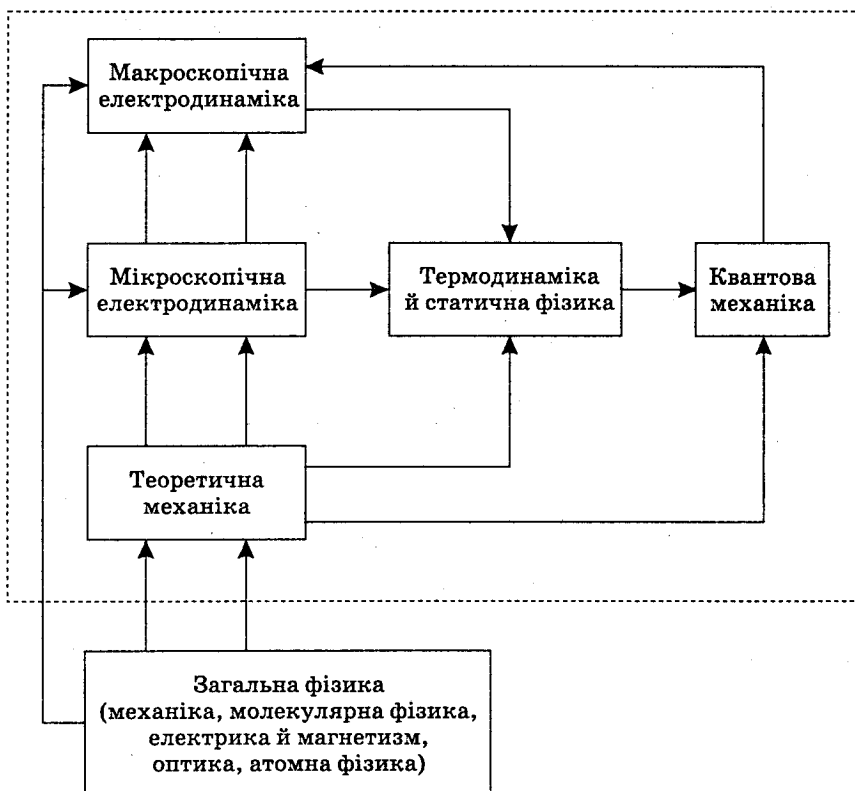 Макроскопічна
електродинаміка
Мікроскопічна
електродинаміка
Термодинаміка
й статична фізика
Квантова
механіка
Теоретична
механіка
Загальна фізика
(механіка, молекулярна фізика,
електрика й магнетизм,
оптика, атомна фізика)